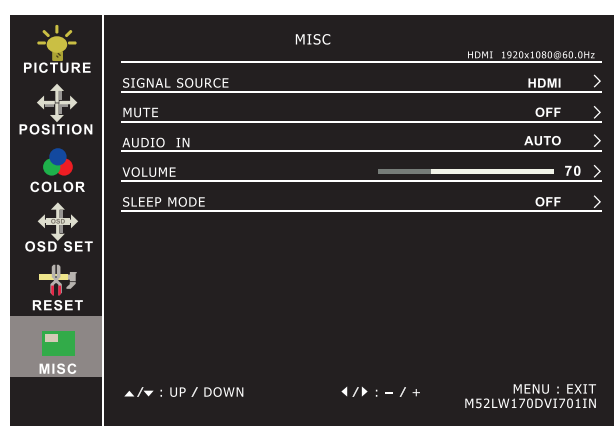 MISC
HDMI 1920x1080@60.0Hz
PICTURE
POSITION
COLOR
OSD
OSD SET
RESET
MISC
SIGNAL SOURCE HDMI
MUTE OFF
AUDIO IN AUTO
VOLUME 70
SLEEP MODE OFF
▲/▼ : UP / DOWN ◀/▶ : – / + MENU : EXIT
M52LW170DVI701IN